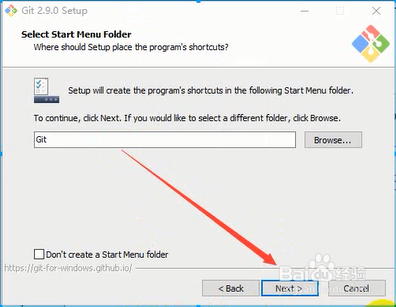 Git 2.9.0 Setup
Select Start Menu Folder
Where should Setup place the program's shortcuts?
Setup will create the program's shortcuts in the following Start Menu folder.
To continue, click Next. If you would like to select a different folder, click Browse.
Git
Browse...
Don't create a Start Menu folder
https://git-for-windows.github.io/
< Back
Next >
Cancel
Bai
经验